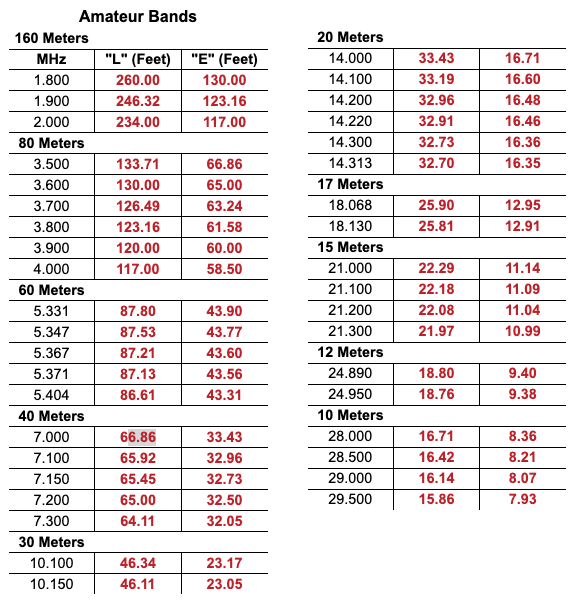 Amateur Bands
160 Meters
MHz "L" (Feet) "E" (Feet)
1.800 260.00 130.00
1.900 246.32 123.16
2.000 234.00 117.00
80 Meters
3.500 133.71 66.86
3.600 130.00 65.00
3.700 126.49 63.24
3.800 123.16 61.58
3.900 120.00 60.00
4.000 117.00 58.50
60 Meters
5.331 87.80 43.90
5.347 87.53 43.77
5.367 87.21 43.60
5.371 87.13 43.56
5.404 86.61 43.31
40 Meters
7.000 66.86 33.43
7.100 65.92 32.96
7.150 65.45 32.73
7.200 65.00 32.50
7.300 64.11 32.05
30 Meters
10.100 46.34 23.17
10.150 46.11 23.05
20 Meters
14.000 33.43 16.71
14.100 33.19 16.60
14.200 32.96 16.48
14.220 32.91 16.46
14.300 32.73 16.36
14.313 32.70 16.35
17 Meters
18.068 25.90 12.95
18.130 25.81 12.91
15 Meters
21.000 22.29 11.14
21.100 22.18 11.09
21.200 22.08 11.04
21.300 21.97 10.99
12 Meters
24.890 18.80 9.40
24.950 18.76 9.38
10 Meters
28.000 16.71 8.36
28.500 16.42 8.21
29.000 16.14 8.07
29.500 15.86 7.93